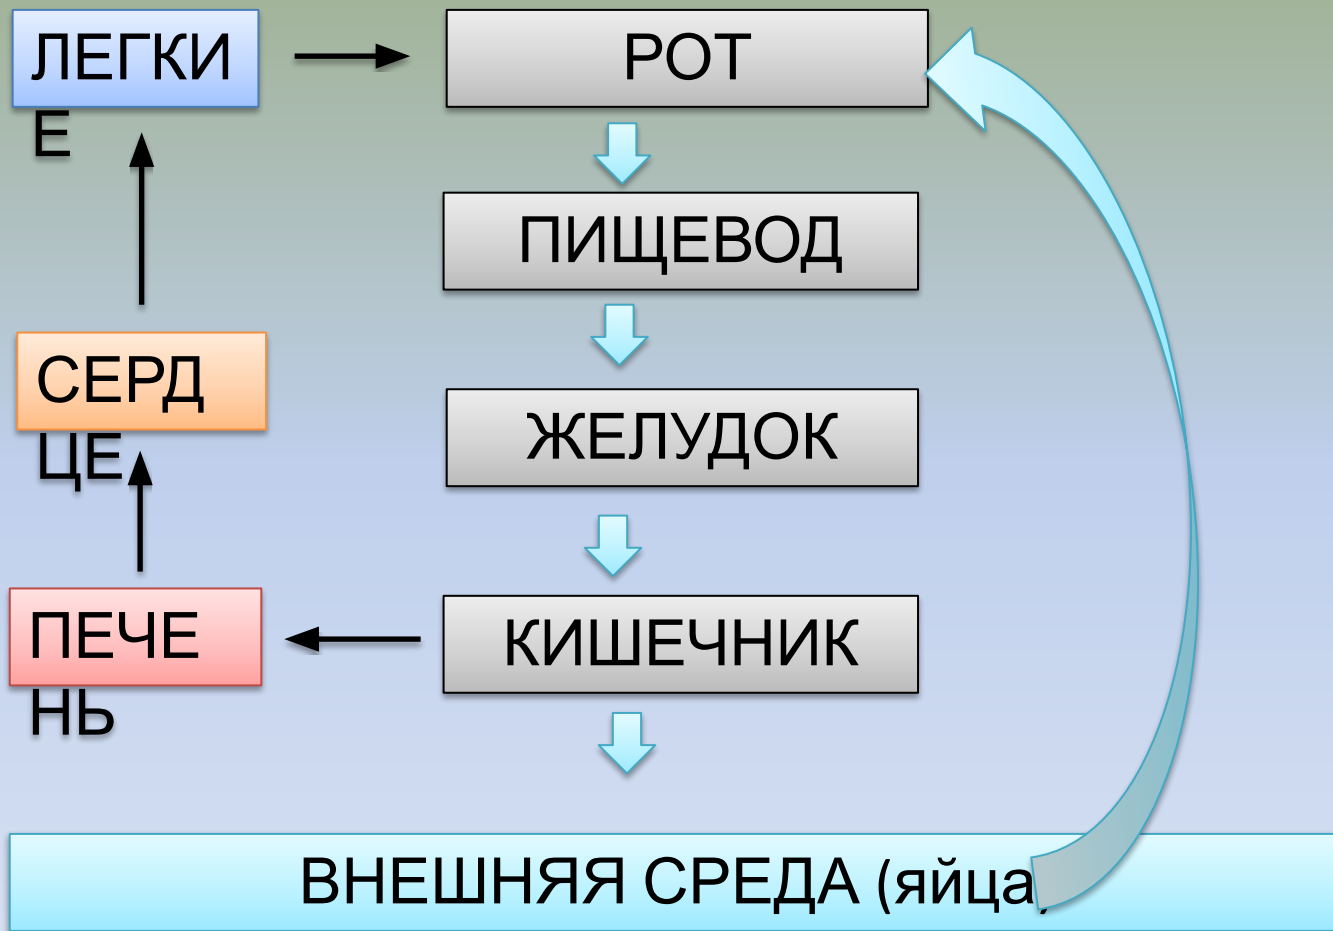 ЛЕГКИ
Е
РОТ
ПИЩЕВОД
СЕРД
ЦЕ
ЖЕЛУДОК
ПЕЧЕ
НЬ
КИШЕЧНИК
ВНЕШНЯЯ СРЕДА (яйца)